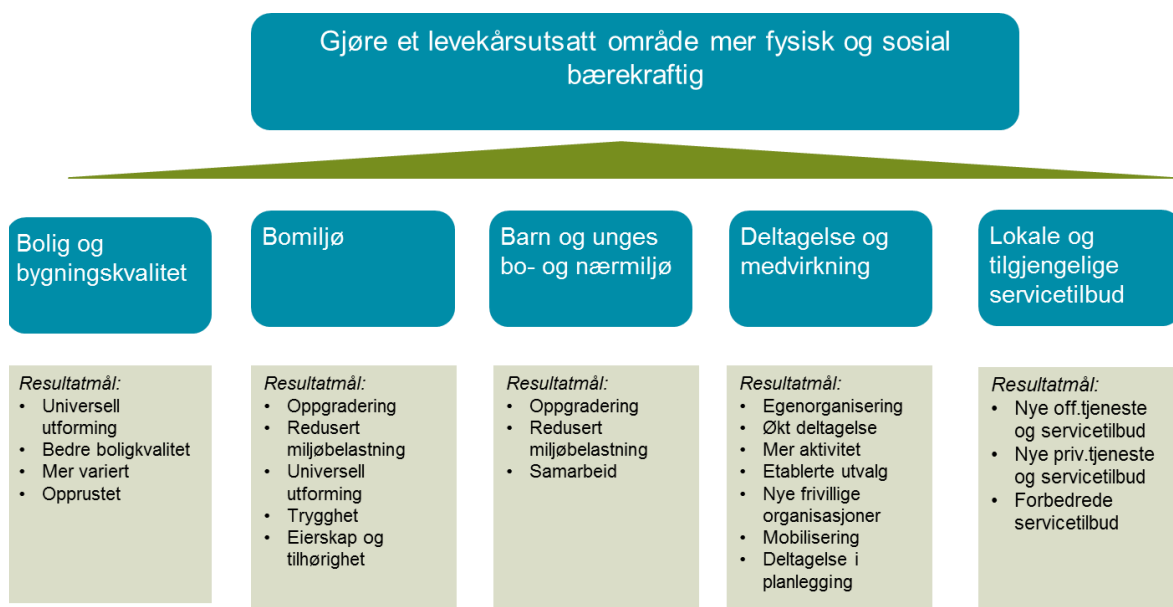 Gjøre et levekårsutsatt område mer fysisk og sosial
bærekraftig
Bolig og
bygningskvalitet
Bomiljø
Barn og unges
bo- og nærmiljø
Deltagelse og
medvirkning
Lokale og
tilgjengelige
servicetilbud
Resultatmål:
• Universell
utforming
• Bedre boligkvalitet
• Mer variert
• Opprustet
Resultatmål:
• Oppgradering
• Redusert
miljøbelastning
• Universell
utforming
• Trygghet
• Eierskap og
tilhørighet
Resultatmål:
• Oppgradering
• Redusert
miljøbelastning
• Samarbeid
Resultatmål:
• Egenorganisering
• Økt deltagelse
• Mer aktivitet
• Etablerte utvalg
• Nye frivillige
organisasjoner
• Mobilisering
• Deltagelse i
planlegging
Resultatmål:
• Nye off.tjeneste
og servicetilbud
• Nye priv.tjeneste
og servicetilbud
• Forbedrede
servicetilbud